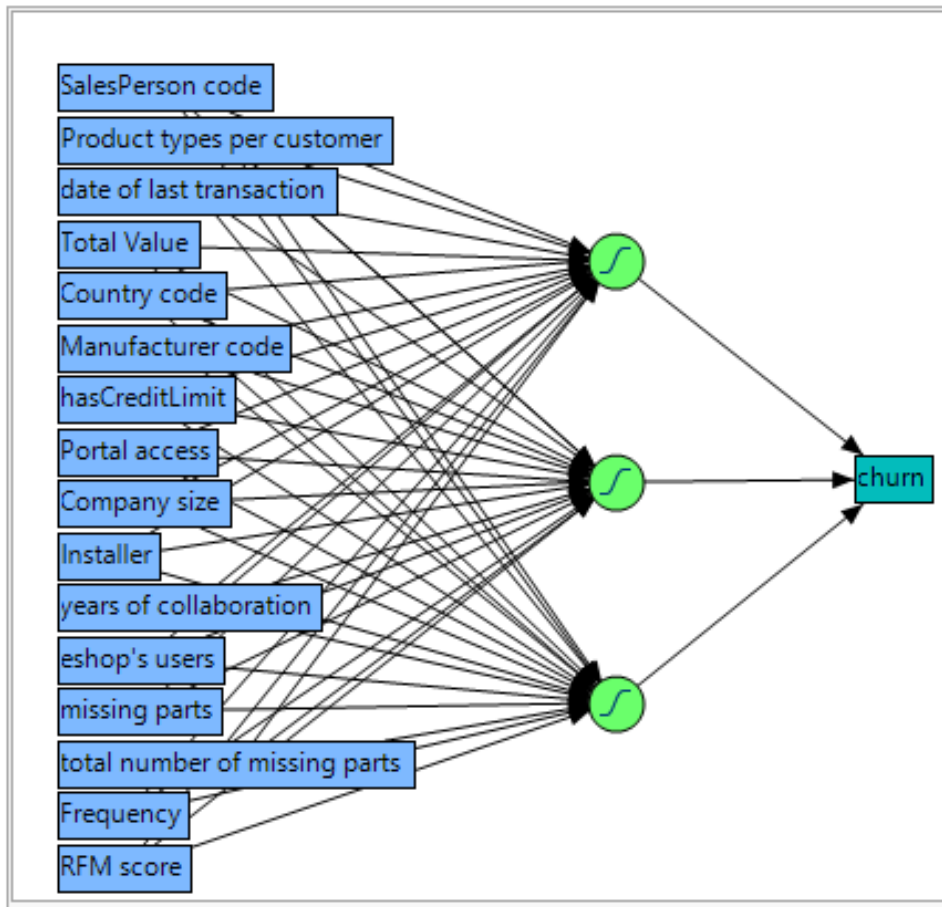 SalesPerson code
Product types per customer
date of last transaction
Total Value
Country code
Manufacturer code
hasCreditLimit
Portal access
Company size
Installer
years of collaboration
eshop's users
missing parts
total number of missing parts
Frequency
RFM score
churn